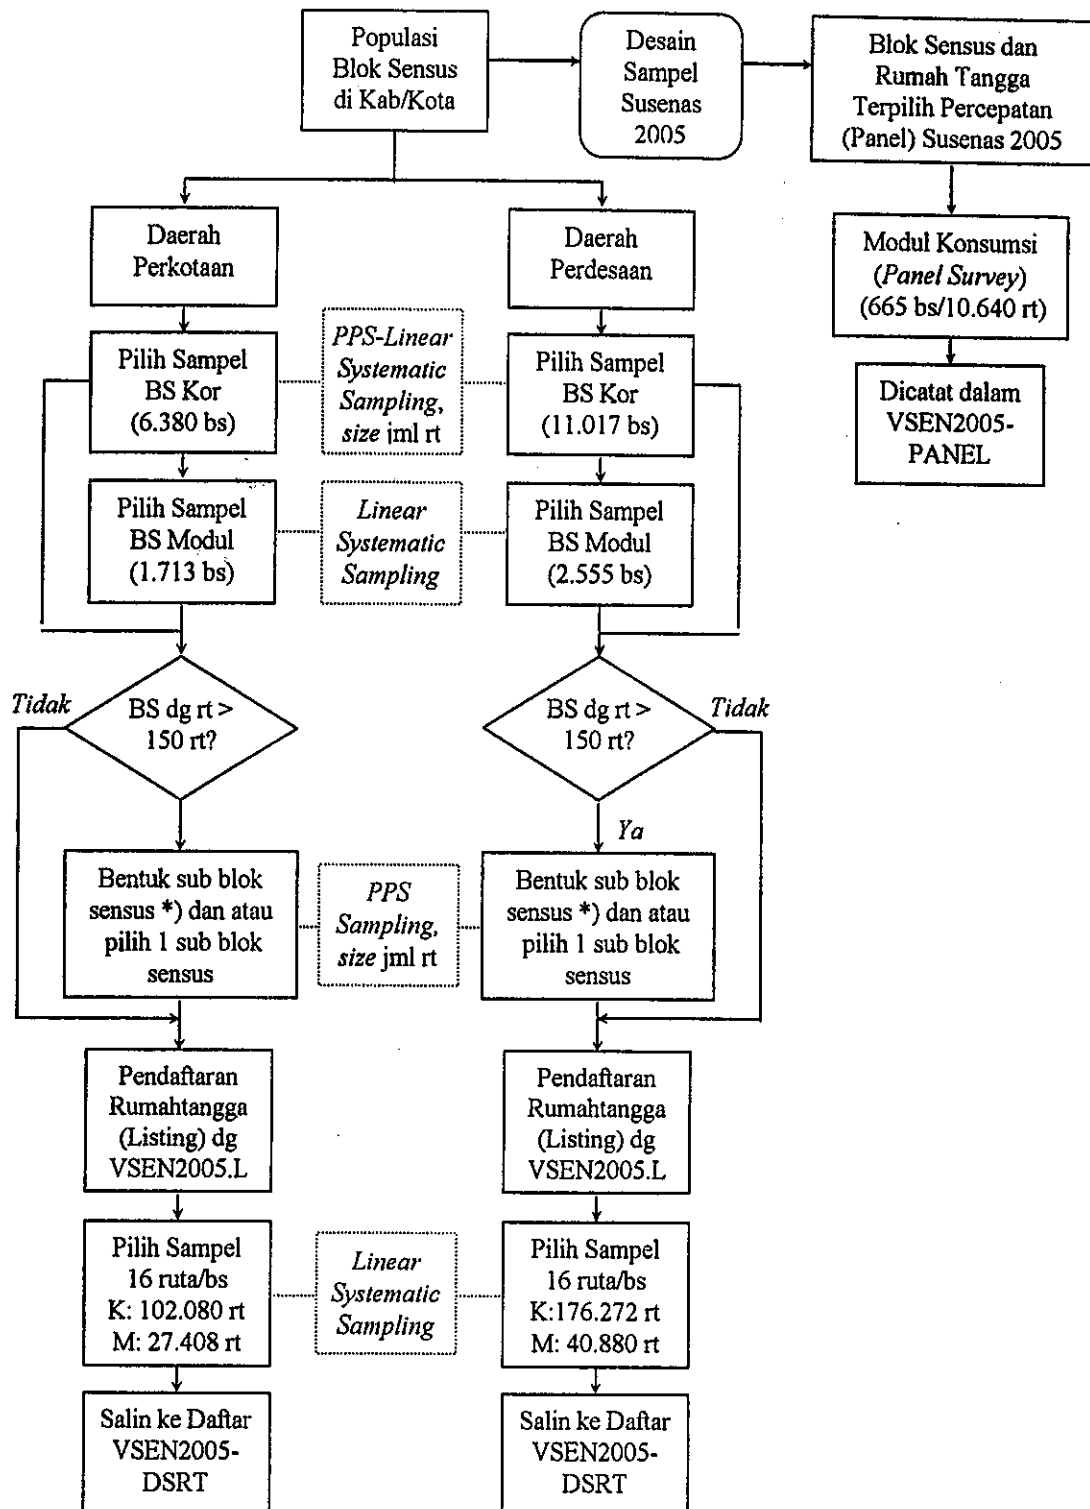 Populasi
Blok Sensus
di Kab/Kota
Desain
Sampel
Susenas
2005
Blok Sensus dan
Rumah Tangga
Terpilih Percepatan
(Panel) Susenas 2005
Daerah
Perkotaan
Daerah
Perdesaan
Modul Konsumsi
(Panel Survey)
(665 bs/10.640 rt)
Pilih Sampel
BS Kor
(6.380 bs)
PPS-Linear
Systematic
Sampling,
size jml rt
Pilih Sampel
BS Kor
(11.017 bs)
Dicatat dalam
VSEN2005-
PANEL
Pilih Sampel
BS Modul
(1.713 bs)
Linear
Systematic
Sampling
Pilih Sampel
BS Modul
(2.555 bs)
Tidak
BS dg rt >
150 rt?
BS dg rt >
150 rt?
Tidak
Ya
Bentuk sub blok
sensus *) dan atau
pilih 1 sub blok
sensus
PPS
Sampling,
size jml rt
Bentuk sub blok
sensus *) dan atau
pilih 1 sub blok
sensus
Pendaftaran
Rumahtangga
(Listing) dg
VSEN2005.L
Pendaftaran
Rumahtangga
(Listing) dg
VSEN2005.L
Pilih Sampel
16 ruta/bs
K: 102.080 rt
M: 27.408 rt
Linear
Systematic
Sampling
Pilih Sampel
16 ruta/bs
K:176.272 rt
M: 40.880 rt
Salin ke Daftar
VSEN2005-
DSRT
Salin ke Daftar
VSEN2005-
DSRT